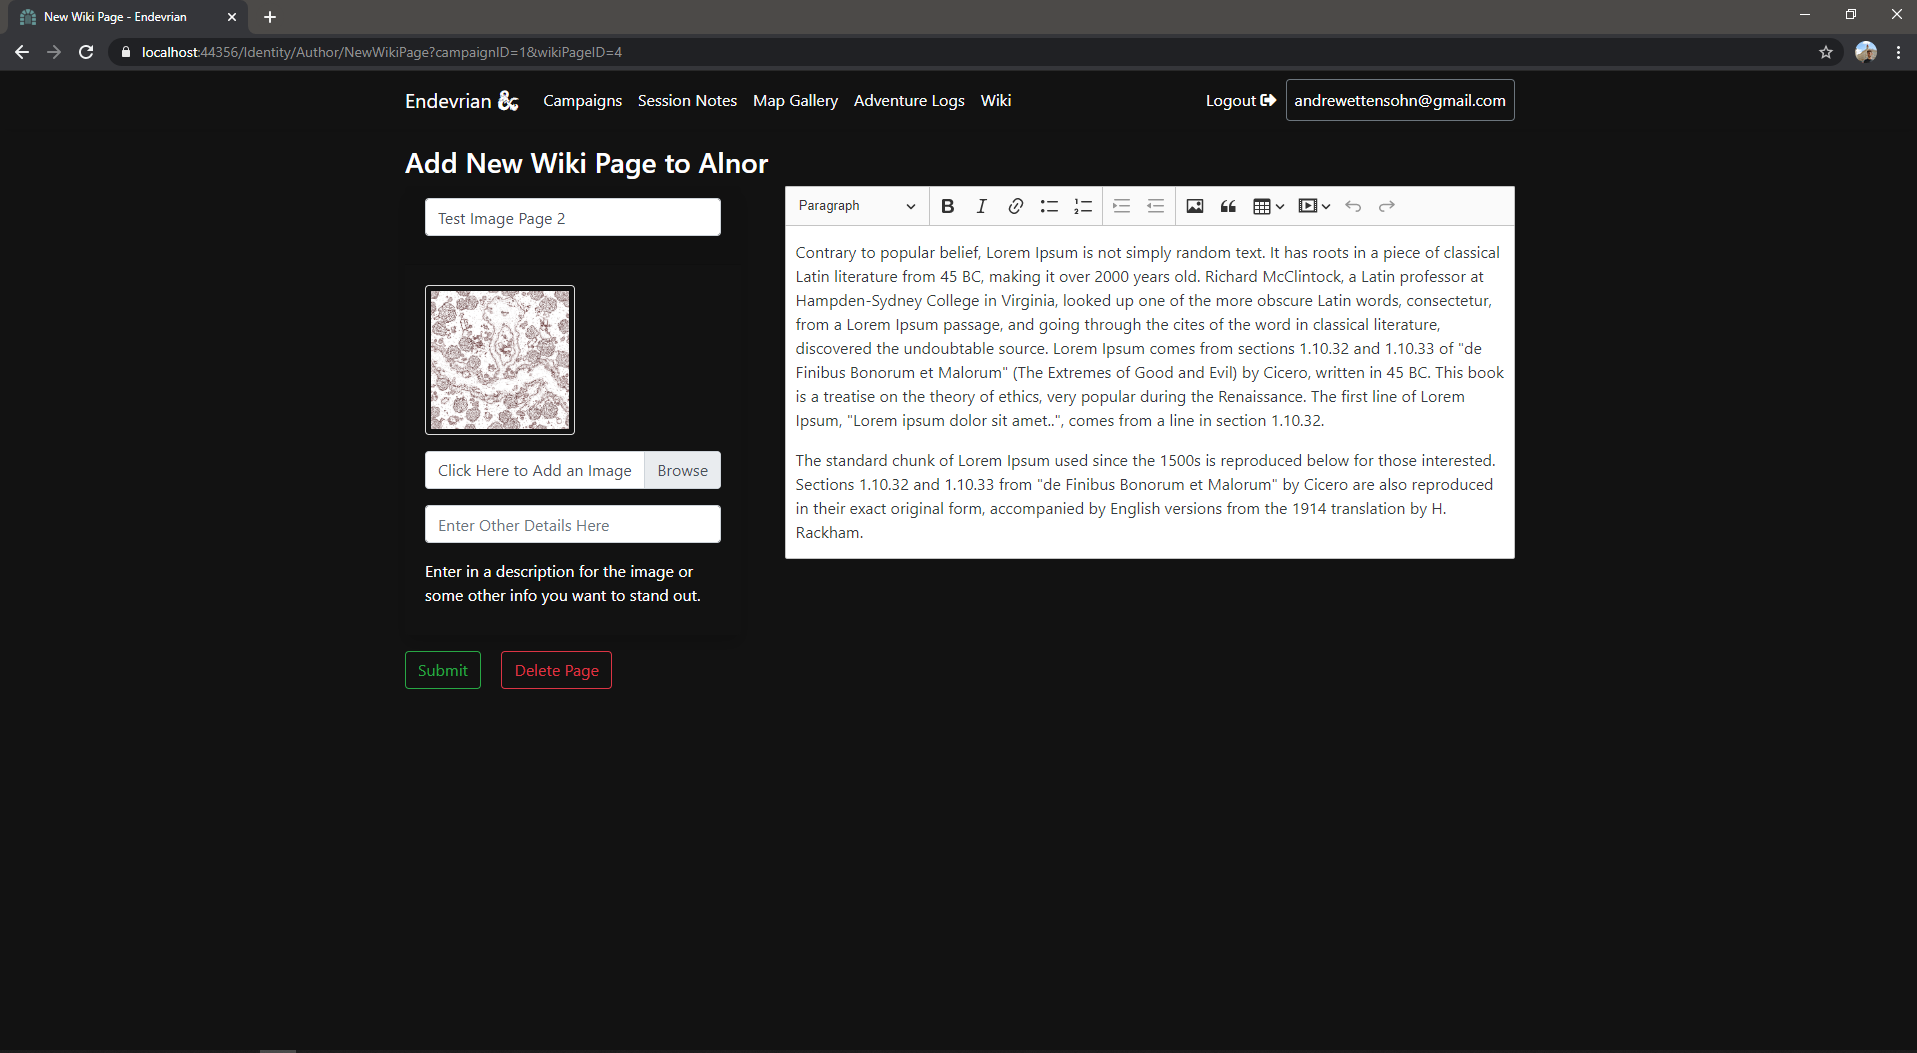 New Wiki Page - Endevrian
localhost:44356/Identity/Author/NewWikiPage?campaignID=1&wikiPageID=4
Endevrian & Campaigns Session Notes Map Gallery Adventure Logs Wiki Logout andrewettensohn@gmail.com
Add New Wiki Page to Alnor
Test Image Page 2
Click Here to Add an Image Browse
Enter Other Details Here
Enter in a description for the image or
some other info you want to stand out.
Submit Delete Page
Paragraph B I
Contrary to popular belief, Lorem Ipsum is not simply random text. It has roots in a piece of classical
Latin literature from 45 BC, making it over 2000 years old. Richard McClintock, a Latin professor at
Hampden-Sydney College in Virginia, looked up one of the more obscure Latin words, consectetur,
from a Lorem Ipsum passage, and going through the cites of the word in classical literature,
discovered the undoubtable source. Lorem Ipsum comes from sections 1.10.32 and 1.10.33 of "de
Finibus Bonorum et Malorum" (The Extremes of Good and Evil) by Cicero, written in 45 BC. This book
is a treatise on the theory of ethics, very popular during the Renaissance. The first line of Lorem
Ipsum, "Lorem ipsum dolor sit amet..", comes from a line in section 1.10.32.
The standard chunk of Lorem Ipsum used since the 1500s is reproduced below for those interested.
Sections 1.10.32 and 1.10.33 from "de Finibus Bonorum et Malorum" by Cicero are also reproduced
in their exact original form, accompanied by English versions from the 1914 translation by H.
Rackham.